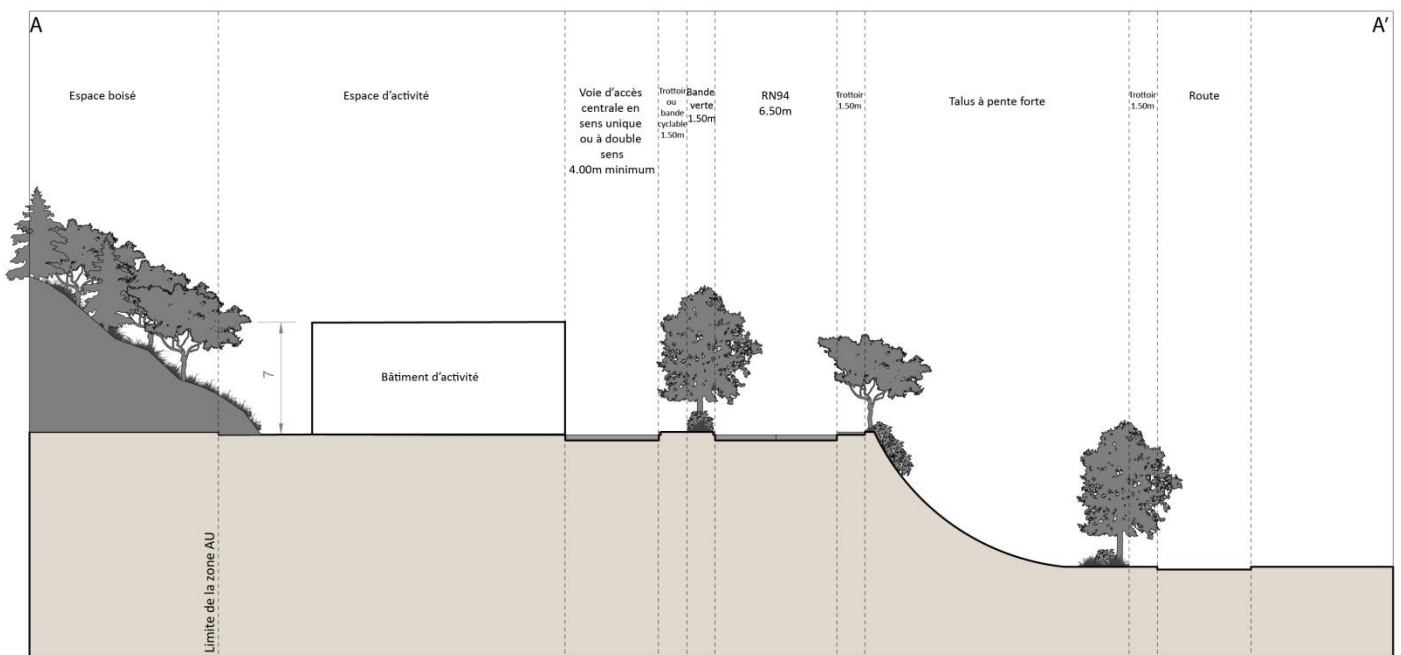 A
A'
Espace boisé
Espace d'activité
Voie d'accès
centrale en
sens unique
ou à double
sens
4.00m minimum
Trottoir
ou
bande
cyclable
1.50m
Bande
verte
1.50m
RN94
6.50m
Trottoir
1.50m
Talus à pente forte
Trottoir
1.50m
Route
7
Bâtiment d'activité
Limite de la zone AU